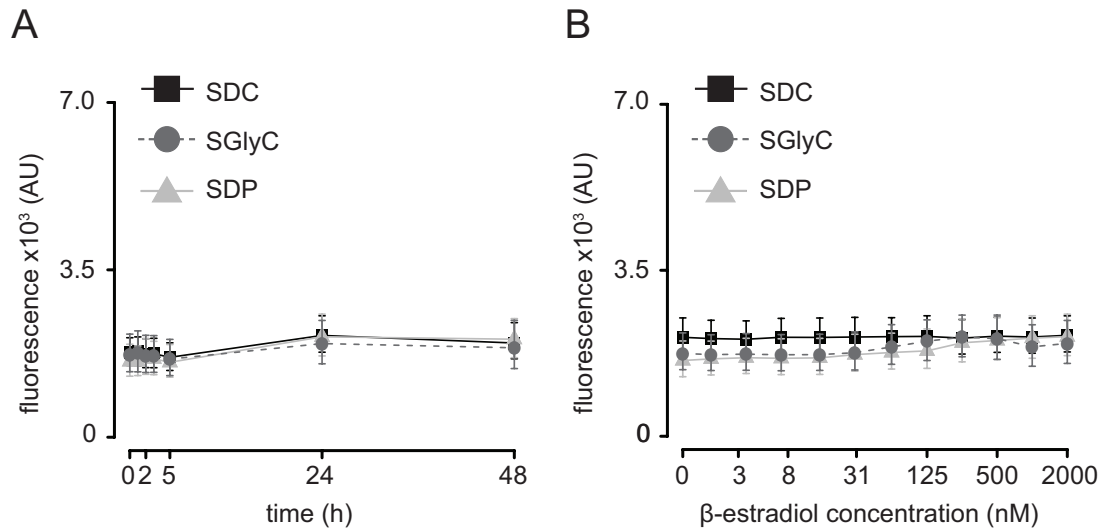 A
SDC
SGlyC
SDP
7.0
3.5
0
fluorescence x10³ (AU)
0 2 5 24 48
time (h)
B
SDC
SGlyC
SDP
7.0
3.5
0
fluorescence x10³ (AU)
0 3 8 31 125 500 2000
β-estradiol concentration (nM)